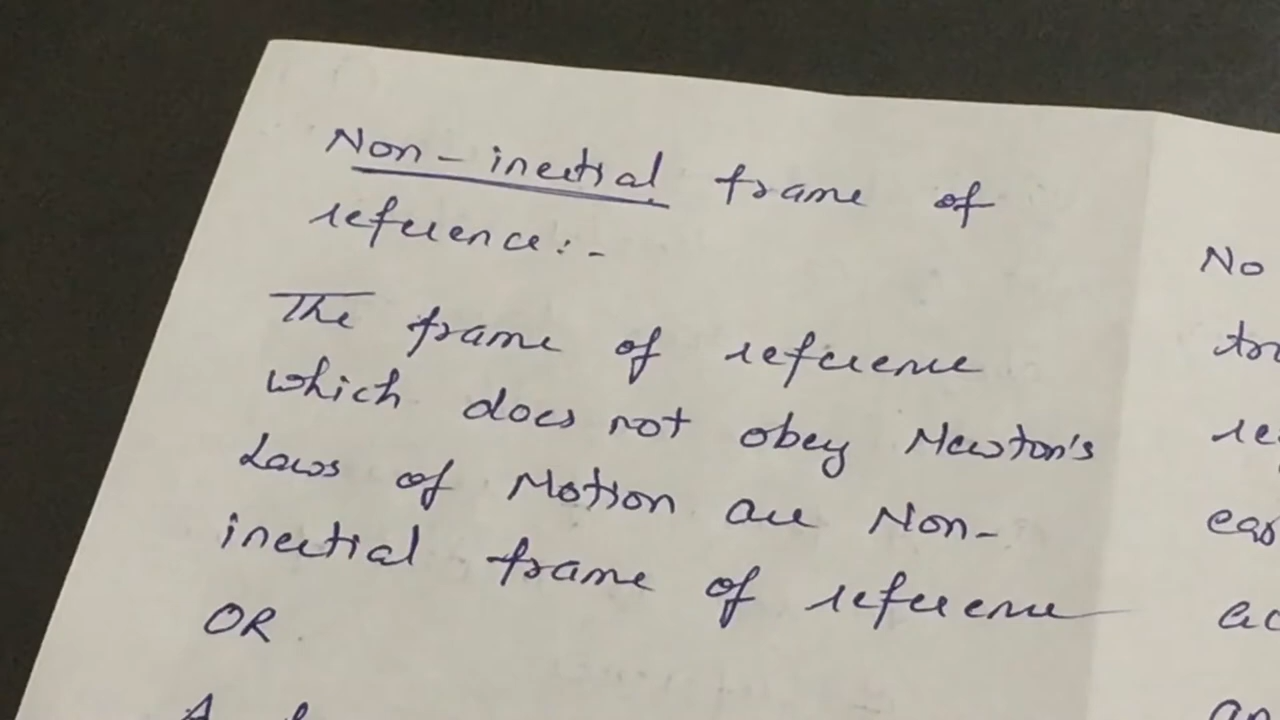 Non-inertial frame of
reference:-
The frame of reference
which does not obey Newton's
Laws of Motion are Non-
inertial frame of reference
OR
A
No